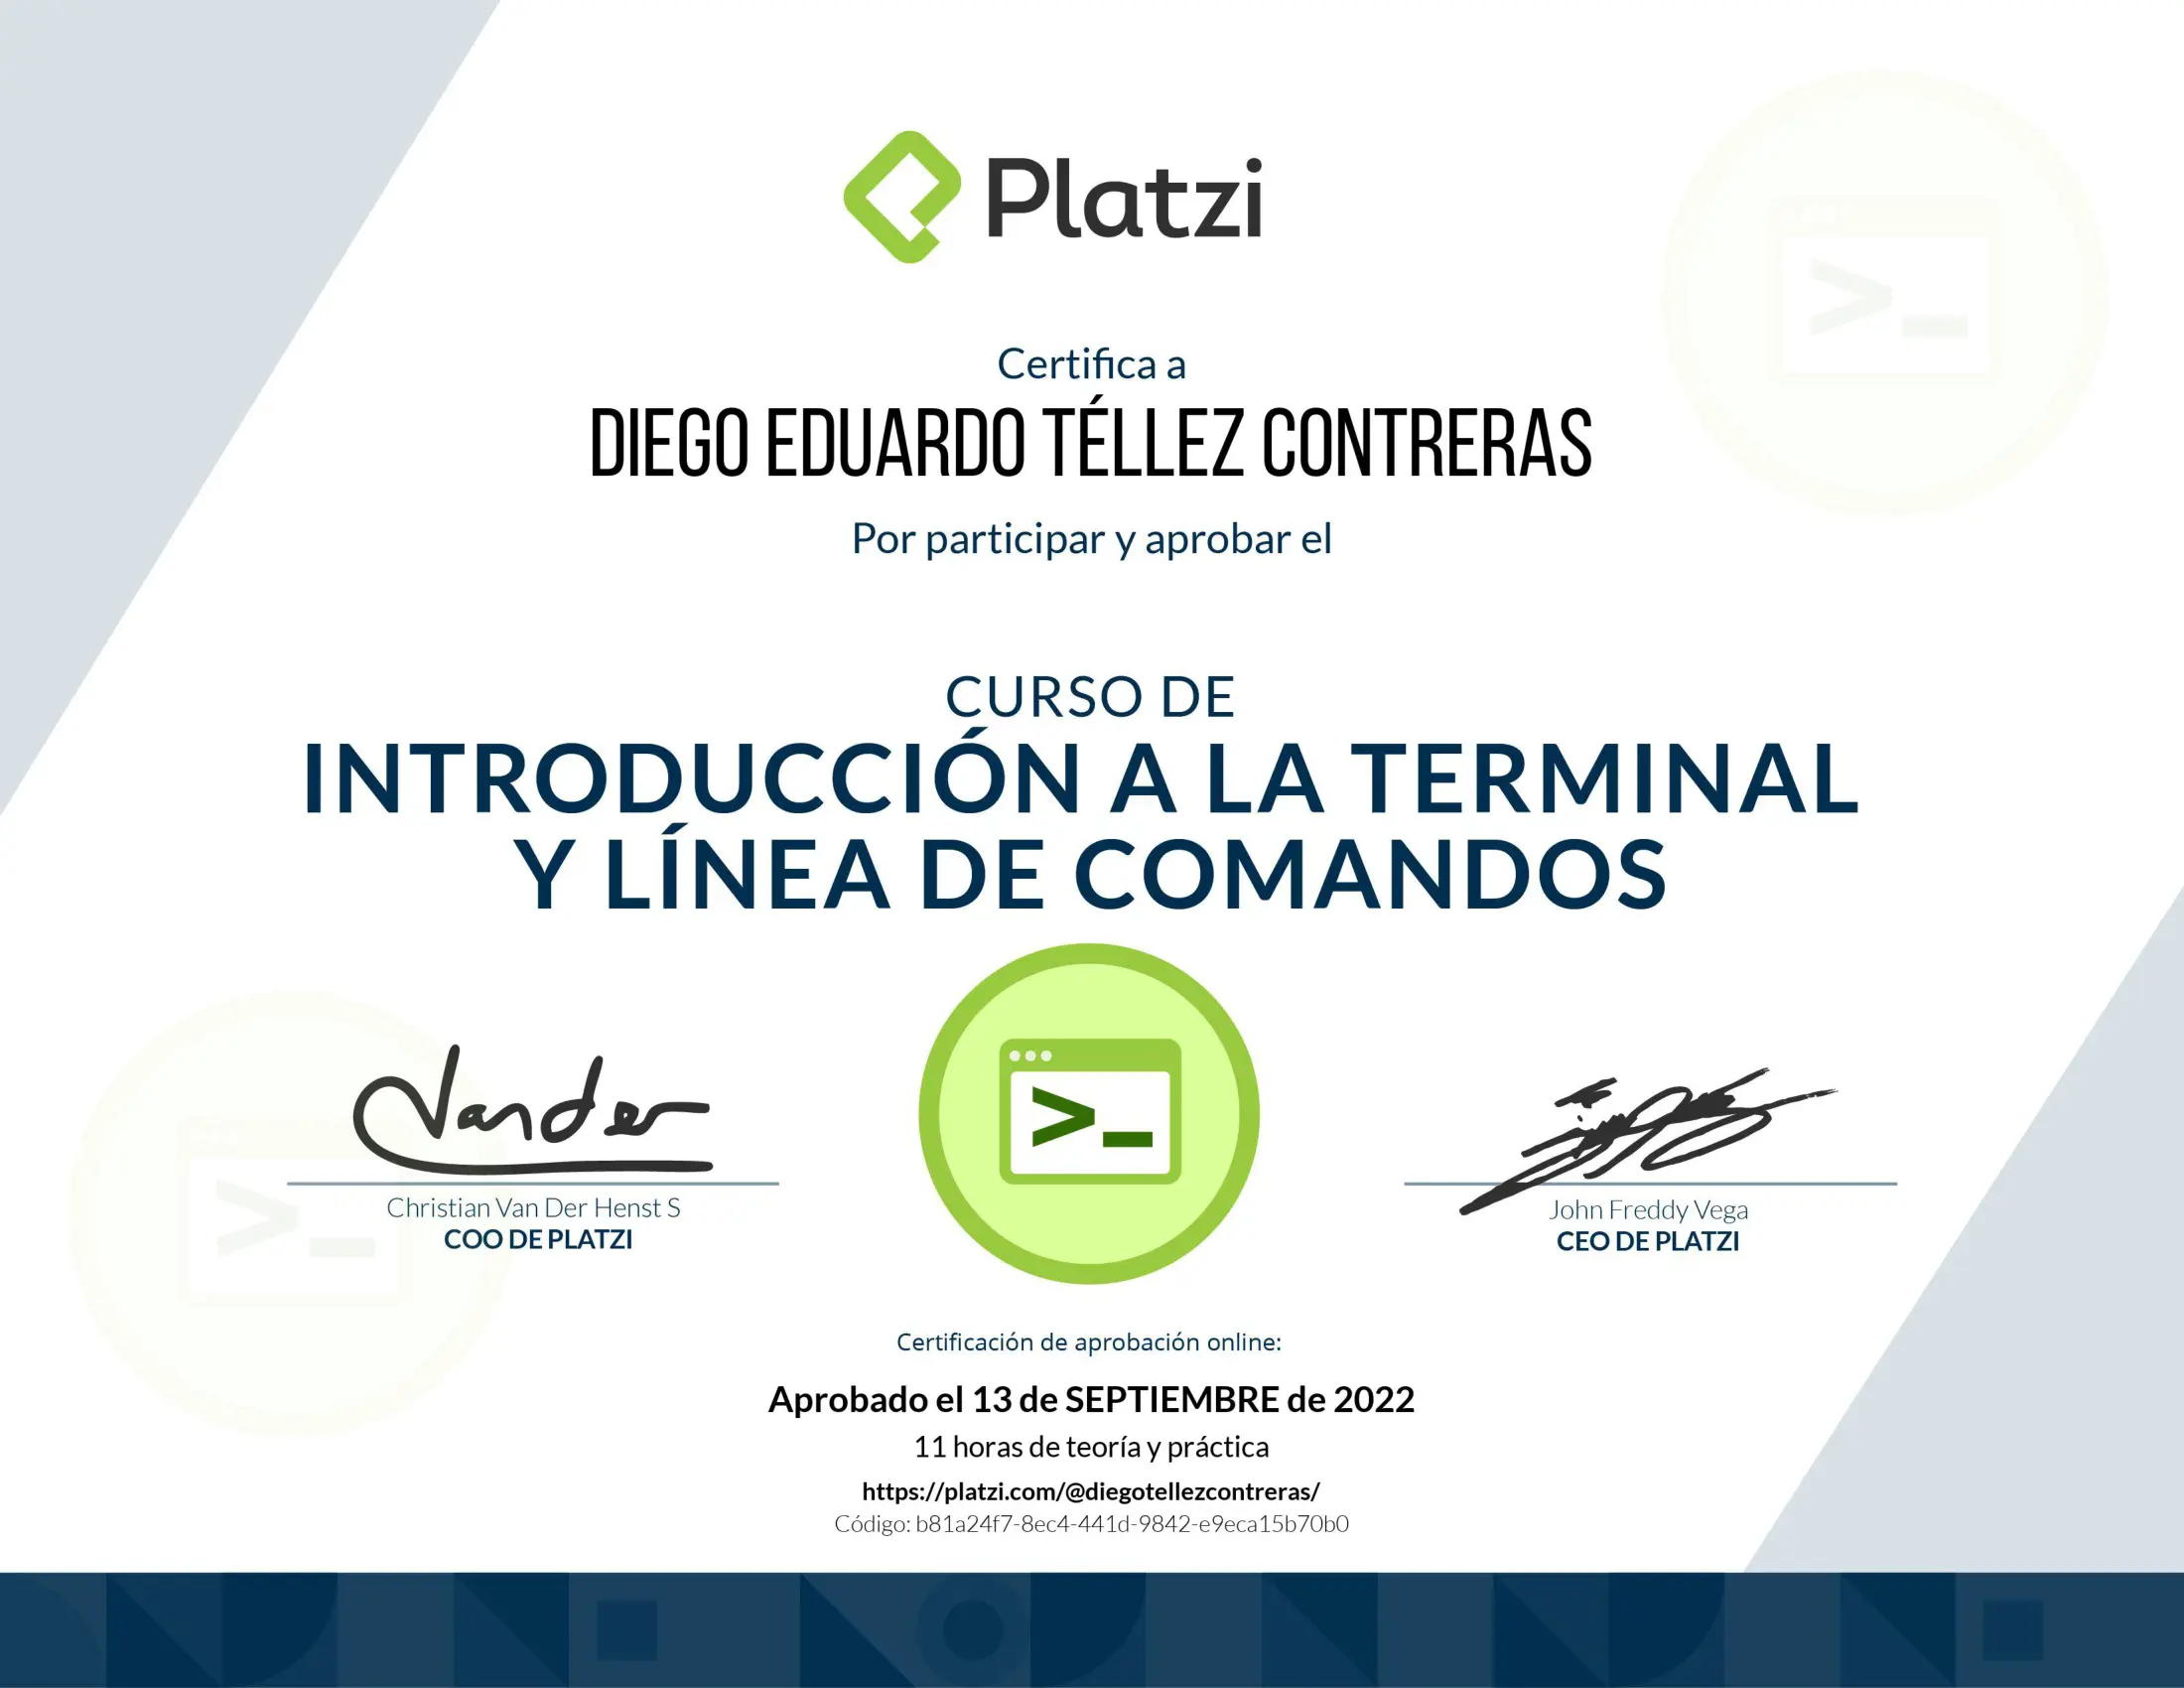 Platzi
Certifica a
DIEGO EDUARDO TÉLLEZ CONTRERAS
Por participar y aprobar el
CURSO DE
INTRODUCCIÓN A LA TERMINAL
Y LÍNEA DE COMANDOS
>_
Vander
Christian Van Der Henst S
COO DE PLATZI
John Freddy Vega
CEO DE PLATZI
Certificación de aprobación online:
Aprobado el 13 de SEPTIEMBRE de 2022
11 horas de teoría y práctica
https://platzi.com/@diegotellezcontreras/
Código: b81a24f7-8ec4-441d-9842-e9eca15b70b0